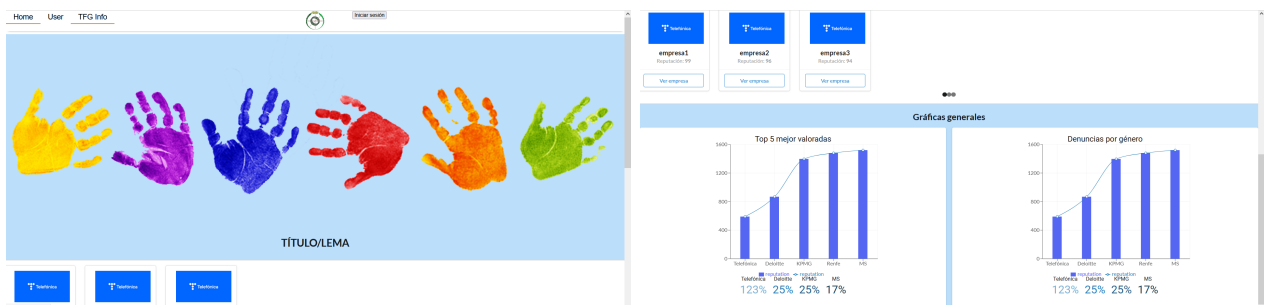 Home User TFG Info
Iniciar sesión
TÍTULO/LEMA
Telefónica Telefónica Telefónica
Telefónica Telefónica Telefónica
empresa1 empresa2 empresa3
Reputación: 99 Reputación: 96 Reputación: 94
Ver empresa Ver empresa Ver empresa
Gráficas generales
Top 5 mejor valoradas
1600
1200
800
400
0
Telefónica Deloitte KPMG Renfe MS
reputation reputation
Telefónica Deloitte KPMG MS
123% 25% 25% 17%
Denuncias por género
1600
1200
800
400
0
Telefónica Deloitte KPMG Renfe MS
reputation reputation
Telefónica Deloitte KPMG MS
123% 25% 25% 17%